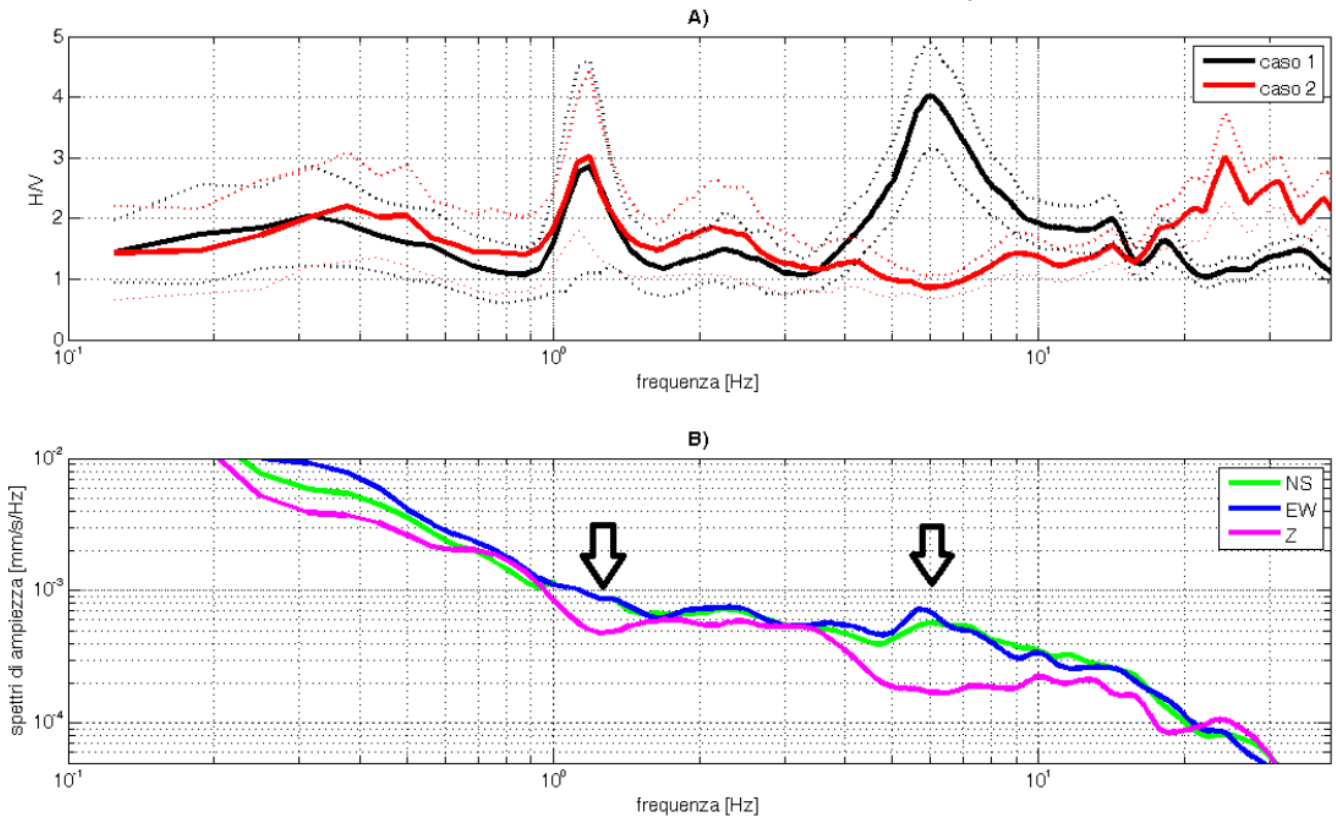 A)
5
4
3
2
1
0
H/V
10⁻¹
10⁰
10¹
frequenza [Hz]
caso 1
caso 2
B)
10⁻²
10⁻³
10⁻⁴
spettri di ampiezza [mm/s/Hz]
10⁻¹
10⁰
10¹
frequenza [Hz]
NS
EW
Z